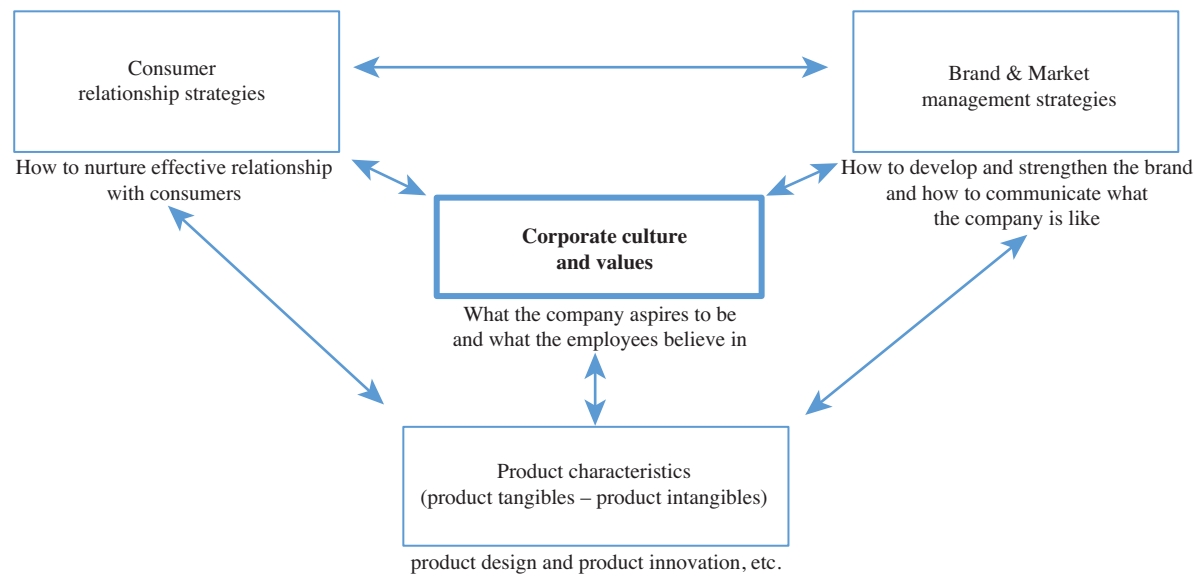 Consumer
relationship strategies
How to nurture effective relationship
with consumers
Brand & Market
management strategies
How to develop and strengthen the brand
and how to communicate what
the company is like
Corporate culture
and values
What the company aspires to be
and what the employees believe in
Product characteristics
(product tangibles – product intangibles)
product design and product innovation, etc.